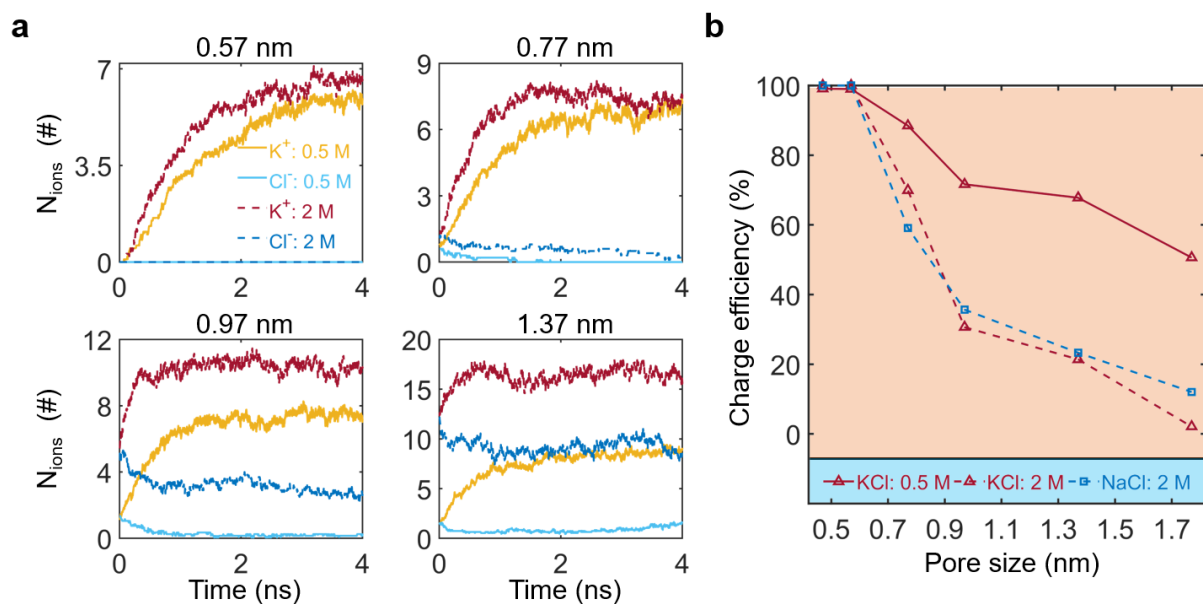 a
0.57 nm
0.77 nm
b
N_ions (#)
7
3.5
0
K⁺: 0.5 M
Cl⁻: 0.5 M
K⁺: 2 M
Cl⁻: 2 M
0 2 4
9
6
3
0
0 2 4
0.97 nm
1.37 nm
N_ions (#)
12
8
4
0
0 2 4
Time (ns)
20
15
10
5
0
0 2 4
Time (ns)
Charge efficiency (%)
100
80
60
40
20
0
KCl: 0.5 M KCl: 2 M NaCl: 2 M
0.5 0.7 0.9 1.1 1.3 1.5 1.7
Pore size (nm)